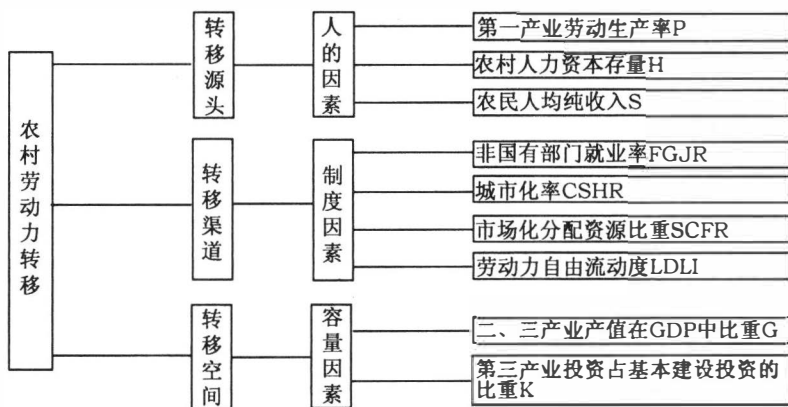 农村劳动力转移
转移源头
人的因素
第一产业劳动生产率P
农村人力资本存量H
农民人均纯收入S
转移渠道
制度因素
非国有部门就业率FGJR
城市化率CSHR
市场化分配资源比重SCFR
劳动力自由流动度LDLI
转移空间
容量因素
二、三产业产值在GDP中比重G
第三产业投资占基本建设投资的
比重K